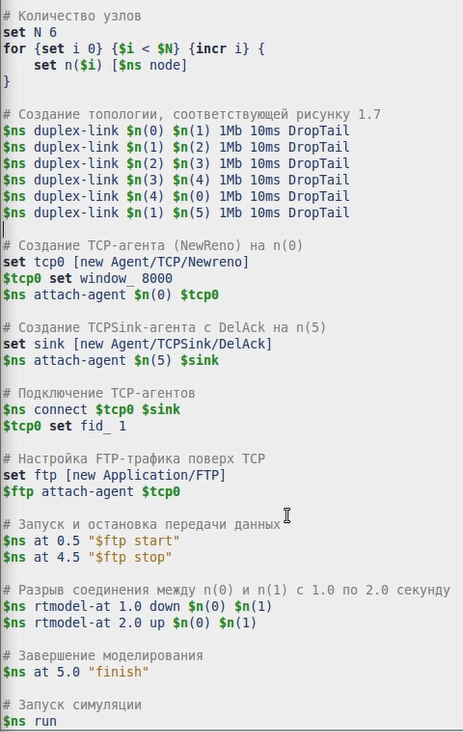 # Количество узлов
set N 6
for {set i 0} {$i < $N} {incr i} {
    set n($i) [$ns node]
}
# Создание топологии, соответствующей рисунку 1.7
$ns duplex-link $n(0) $n(1) 1Mb 10ms DropTail
$ns duplex-link $n(1) $n(2) 1Mb 10ms DropTail
$ns duplex-link $n(2) $n(3) 1Mb 10ms DropTail
$ns duplex-link $n(3) $n(4) 1Mb 10ms DropTail
$ns duplex-link $n(4) $n(0) 1Mb 10ms DropTail
$ns duplex-link $n(1) $n(5) 1Mb 10ms DropTail
# Создание TCP-агента (NewReno) на n(0)
set tcp0 [new Agent/TCP/Newreno]
$tcp0 set window_ 8000
$ns attach-agent $n(0) $tcp0
# Создание TCPSink-агента с DelAck на n(5)
set sink [new Agent/TCPSink/DelAck]
$ns attach-agent $n(5) $sink
# Подключение TCP-агентов
$ns connect $tcp0 $sink
$tcp0 set fid_ 1
# Настройка FTP-трафика поверх TCP
set ftp [new Application/FTP]
$ftp attach-agent $tcp0
# Запуск и остановка передачи данных
$ns at 0.5 "$ftp start"
$ns at 4.5 "$ftp stop"
# Разрыв соединения между n(0) и n(1) с 1.0 по 2.0 секунду
$ns rtmodel-at 1.0 down $n(0) $n(1)
$ns rtmodel-at 2.0 up $n(0) $n(1)
# Завершение моделирования
$ns at 5.0 "finish"
# Запуск симуляции
$ns run